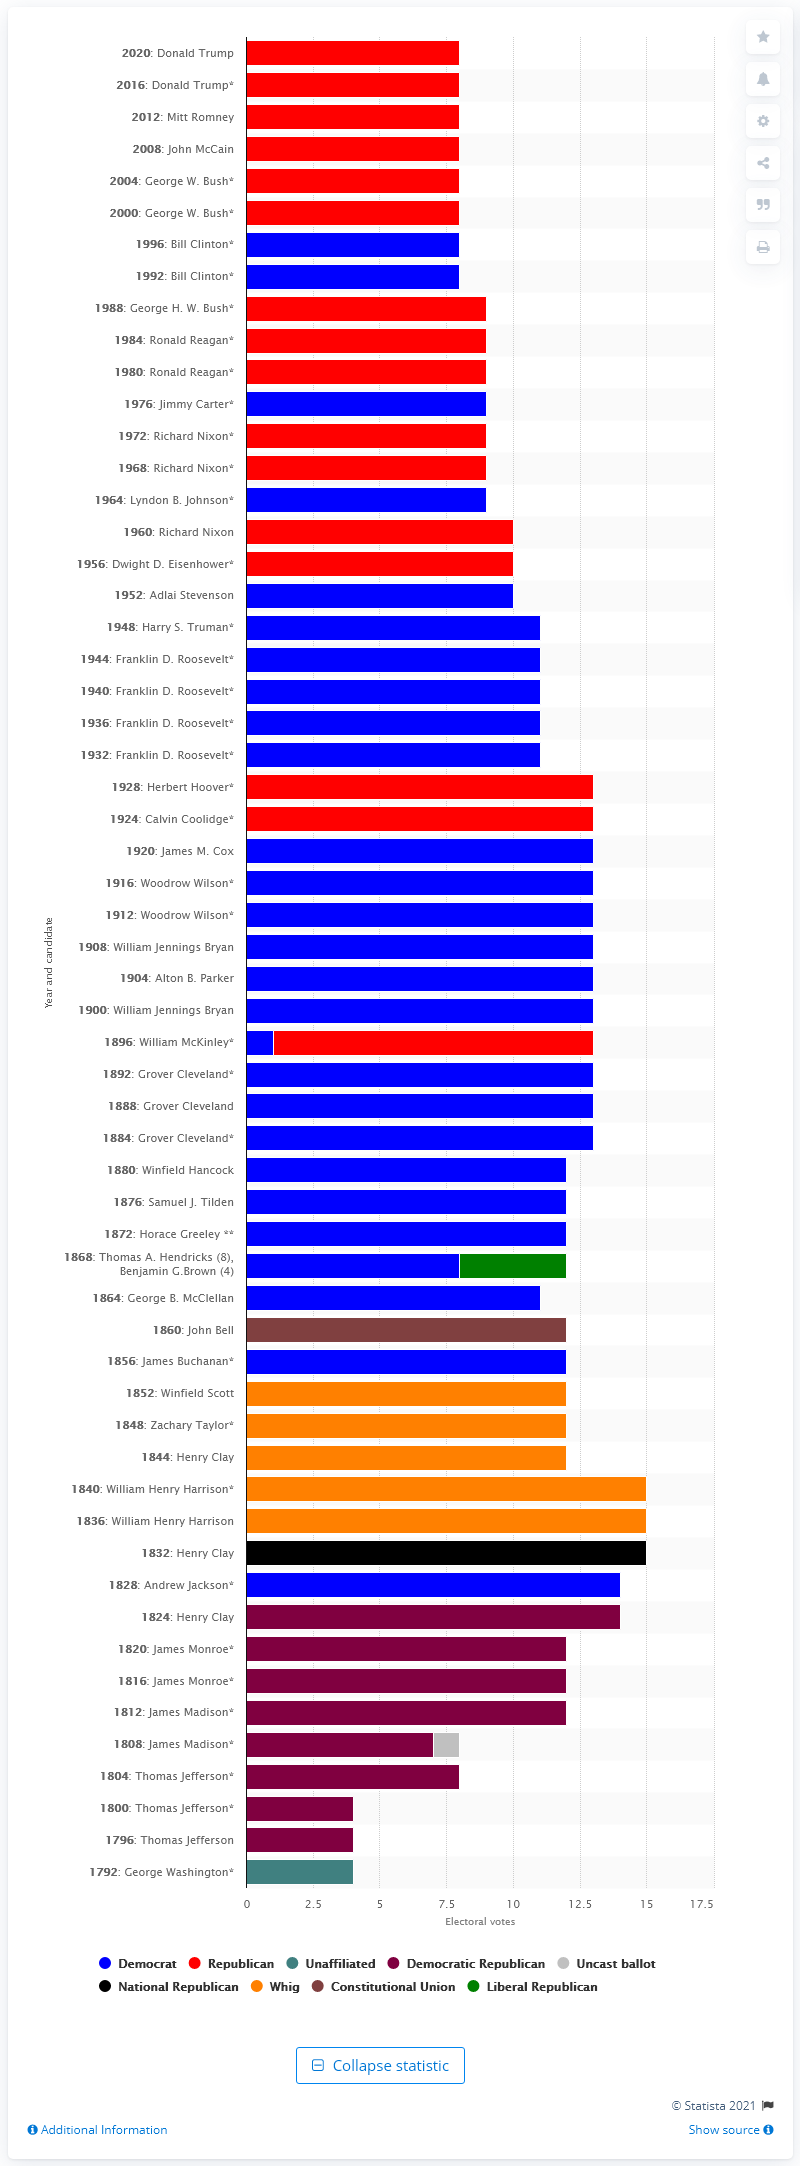 2020: Donald Trump
2016: Donald Trump*
2012: Mitt Romney
2008: John McCain
2004: George W. Bush*
2000: George W. Bush*
1996: Bill Clinton*
1992: Bill Clinton*
1988: George H. W. Bush*
1984: Ronald Reagan*
1980: Ronald Reagan*
1976: Jimmy Carter*
1972: Richard Nixon*
1968: Richard Nixon*
1964: Lyndon B. Johnson*
1960: Richard Nixon
1956: Dwight D. Eisenhower*
1952: Adlai Stevenson
1948: Harry S. Truman*
1944: Franklin D. Roosevelt*
1940: Franklin D. Roosevelt*
1936: Franklin D. Roosevelt*
1932: Franklin D. Roosevelt*
1928: Herbert Hoover*
1924: Calvin Coolidge*
1920: James M. Cox
1916: Woodrow Wilson*
1912: Woodrow Wilson*
1908: William Jennings Bryan
1904: Alton B. Parker
1900: William Jennings Bryan
1896: William McKinley*
1892: Grover Cleveland*
1888: Grover Cleveland
1884: Grover Cleveland*
1880: Winfield Hancock
1876: Samuel J. Tilden
1872: Horace Greeley **
1868: Thomas A. Hendricks (8),
Benjamin G.Brown (4)
1864: George B. McClellan
1860: John Bell
1856: James Buchanan*
1852: Winfield Scott
1848: Zachary Taylor*
1844: Henry Clay
1840: William Henry Harrison*
1836: William Henry Harrison
1832: Henry Clay
1828: Andrew Jackson*
1824: Henry Clay
1820: James Monroe*
1816: James Monroe*
1812: James Madison*
1808: James Madison*
1804: Thomas Jefferson*
1800: Thomas Jefferson*
1796: Thomas Jefferson
1792: George Washington*
Year and candidate
0 2.5 5 7.5 10 12.5 15 17.5
Electoral votes
Democrat Republican Unaffiliated Democratic Republican Uncast ballot
National Republican Whig Constitutional Union Liberal Republican
Collapse statistic
© Statista 2021
Additional Information
Show source